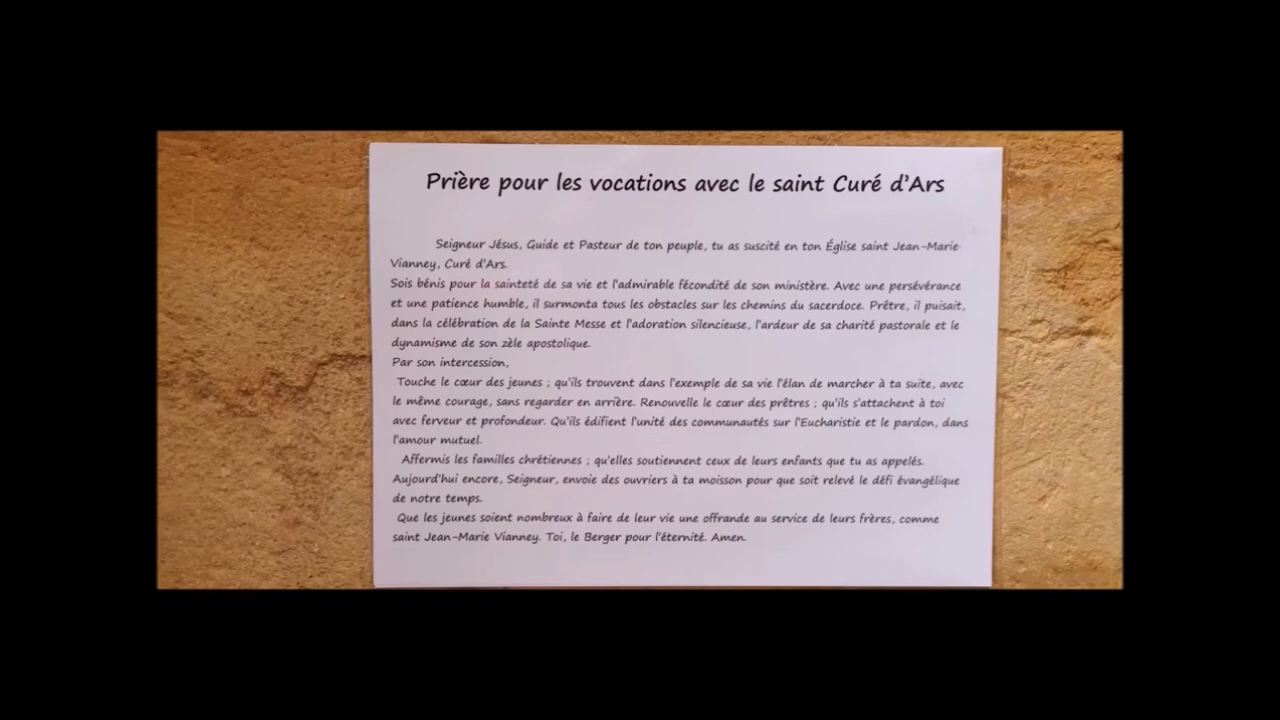 Prière pour les vocations avec le saint Curé d'Ars
Seigneur Jésus, Guide et Pasteur de ton peuple, tu as suscité en ton Église saint Jean-Marie
Vianney, Curé d'Ars.
Sois bénis pour la sainteté de sa vie et l'admirable fécondité de son ministère. Avec une persévérance
et une patience humble, il surmonta tous les obstacles sur les chemins du sacerdoce. Prêtre, il puisait,
dans la célébration de la Sainte Messe et l'adoration silencieuse, l'ardeur de sa charité pastorale et le
dynamisme de son zèle apostolique.
Par son intercession,
Touche le cœur des jeunes ; qu'ils trouvent dans l'exemple de sa vie l'élan de marcher à ta suite, avec
le même courage, sans regarder en arrière. Renouvelle le cœur des prêtres ; qu'ils s'attachent à toi
avec ferveur et profondeur. Qu'ils édifient l'unité des communautés sur l'Eucharistie et le pardon, dans
l'amour mutuel.
Affermis les familles chrétiennes ; qu'elles soutiennent ceux de leurs enfants que tu as appelés.
Aujourd'hui encore, Seigneur, envoie des ouvriers à ta moisson pour que soit relevé le défi évangélique
de notre temps.
Que les jeunes soient nombreux à faire de leur vie une offrande au service de leurs frères, comme
saint Jean-Marie Vianney. Toi, le Berger pour l'éternité. Amen.